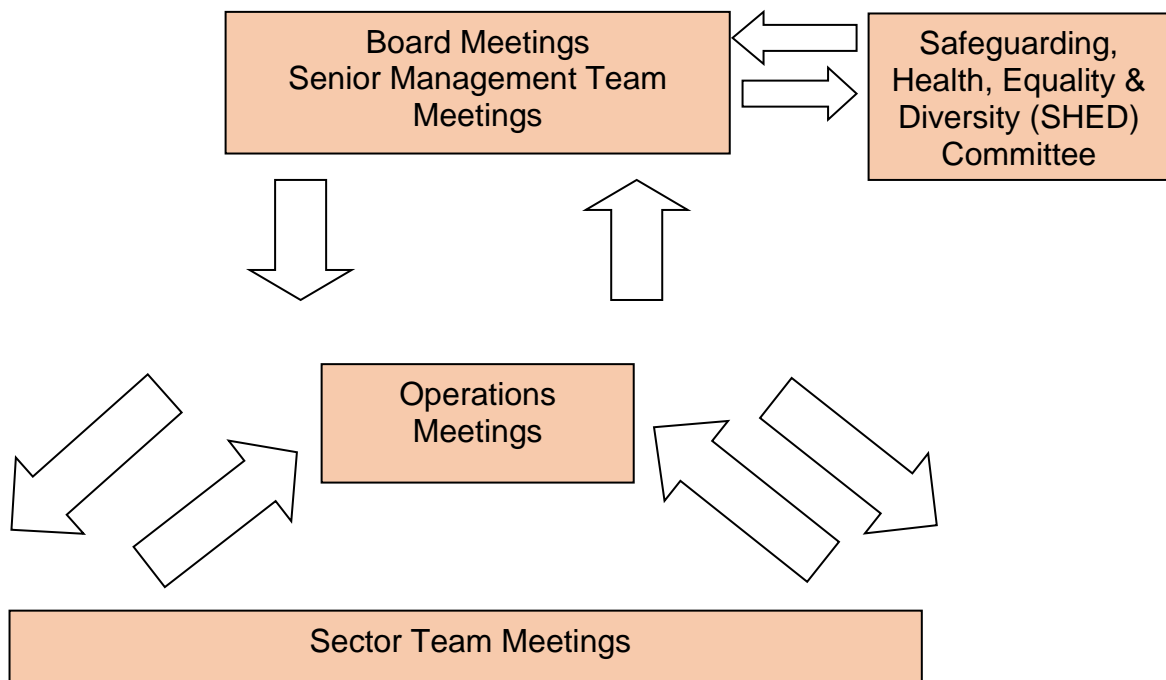 Board Meetings
Senior Management Team
Meetings
Safeguarding,
Health, Equality &
Diversity (SHED)
Committee
Operations
Meetings
Sector Team Meetings